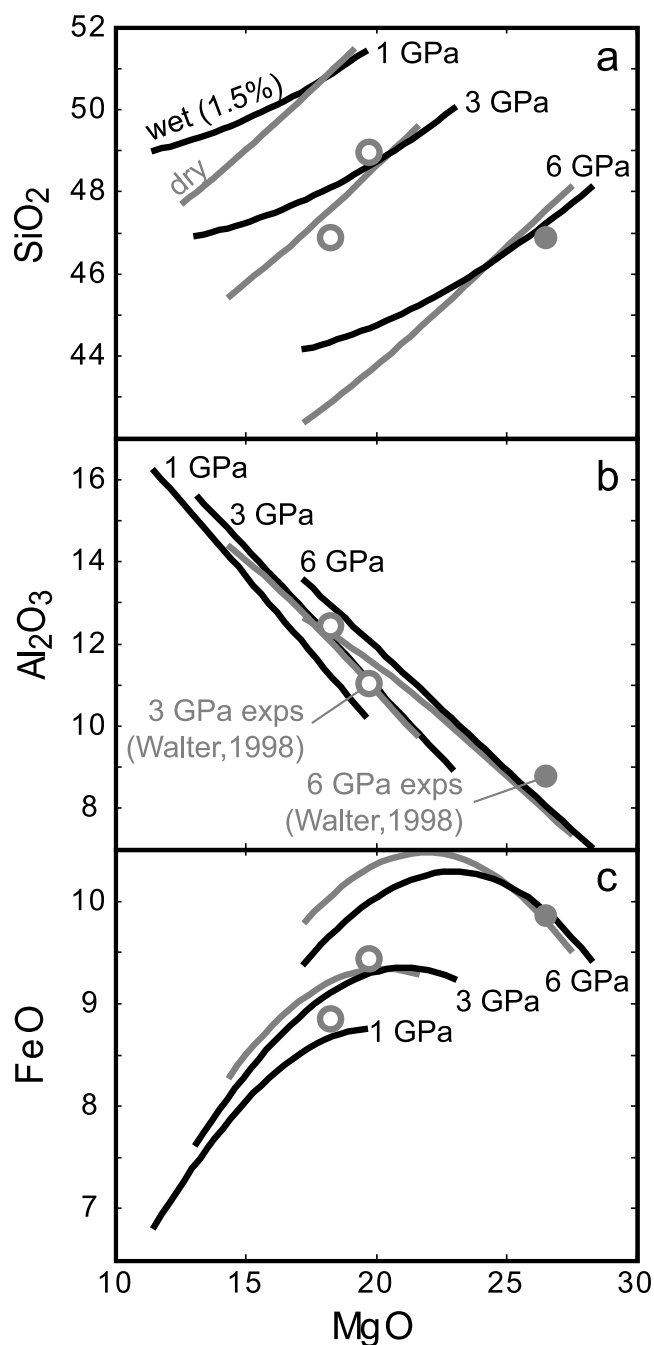 52
50
48
46
44
SiO2
wet (1.5%)
dry
1 GPa
3 GPa
6 GPa
a
16
14
12
10
8
Al2O3
1 GPa
3 GPa
6 GPa
b
3 GPa exps
(Walter,1998)
6 GPa exps
(Walter,1998)
10
9
8
7
FeO
c
6 GPa
3 GPa
1 GPa
10
15
20
25
30
MgO